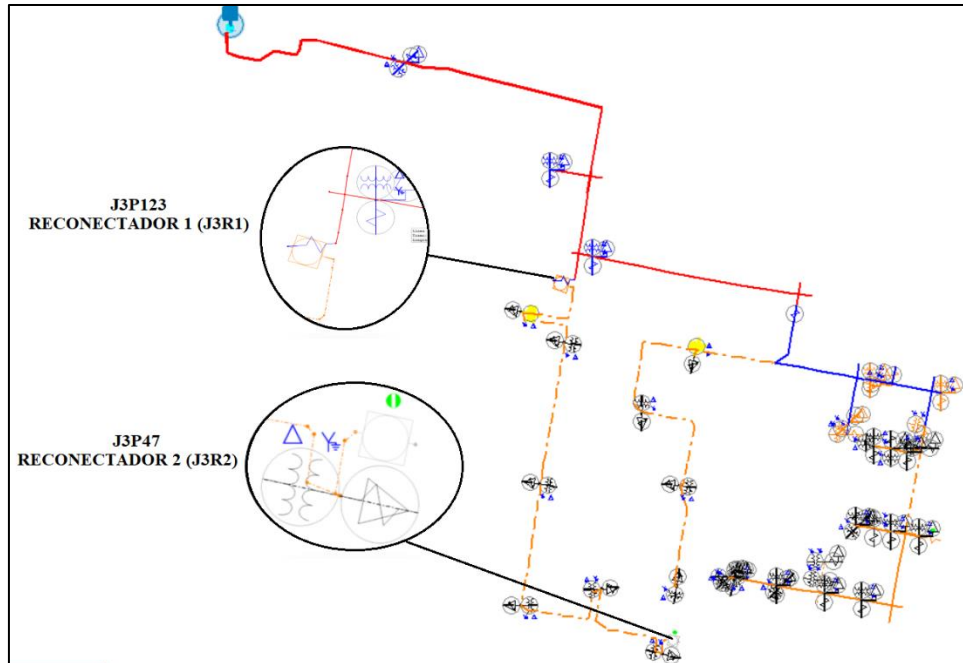 J3P123
RECONECTADOR 1 (J3R1)
J3P47
RECONECTADOR 2 (J3R2)